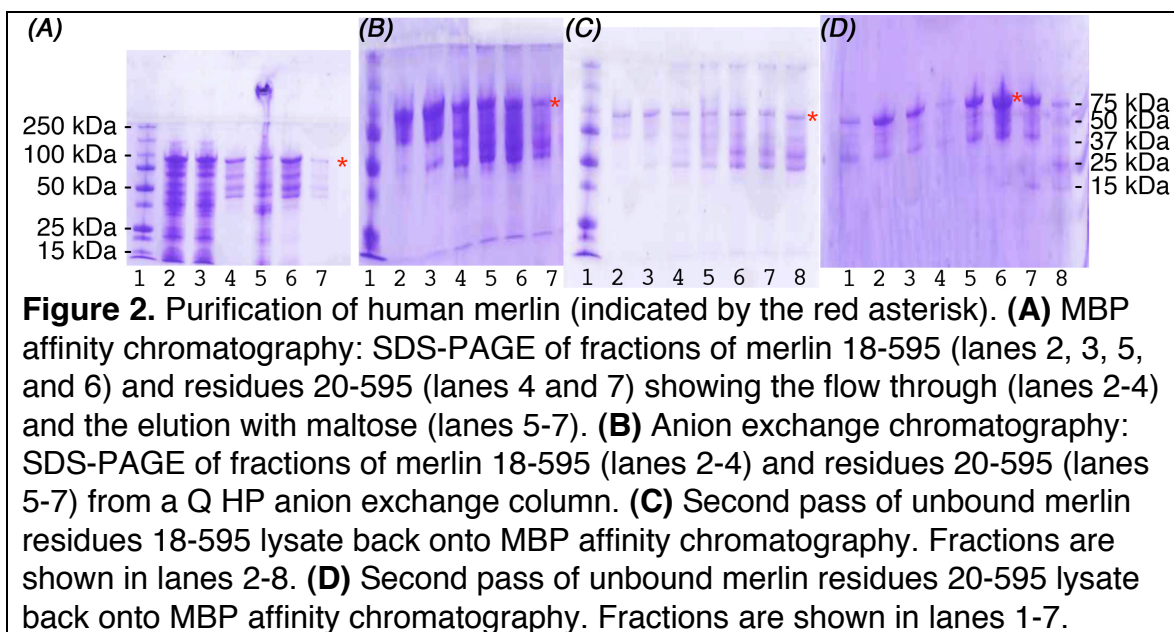 (A) (B) (C) (D)
250 kDa -
100 kDa -
50 kDa -
25 kDa -
15 kDa -
*
*
*
*
- 75 kDa
- 50 kDa
- 37 kDa
- 25 kDa
- 15 kDa
1 2 3 4 5 6 7
1 2 3 4 5 6 7
1 2 3 4 5 6 7 8
1 2 3 4 5 6 7 8
Figure 2. Purification of human merlin (indicated by the red asterisk). (A) MBP
affinity chromatography: SDS-PAGE of fractions of merlin 18-595 (lanes 2, 3, 5,
and 6) and residues 20-595 (lanes 4 and 7) showing the flow through (lanes 2-4)
and the elution with maltose (lanes 5-7). (B) Anion exchange chromatography:
SDS-PAGE of fractions of merlin 18-595 (lanes 2-4) and residues 20-595 (lanes
5-7) from a Q HP anion exchange column. (C) Second pass of unbound merlin
residues 18-595 lysate back onto MBP affinity chromatography. Fractions are
shown in lanes 2-8. (D) Second pass of unbound merlin residues 20-595 lysate
back onto MBP affinity chromatography. Fractions are shown in lanes 1-7.